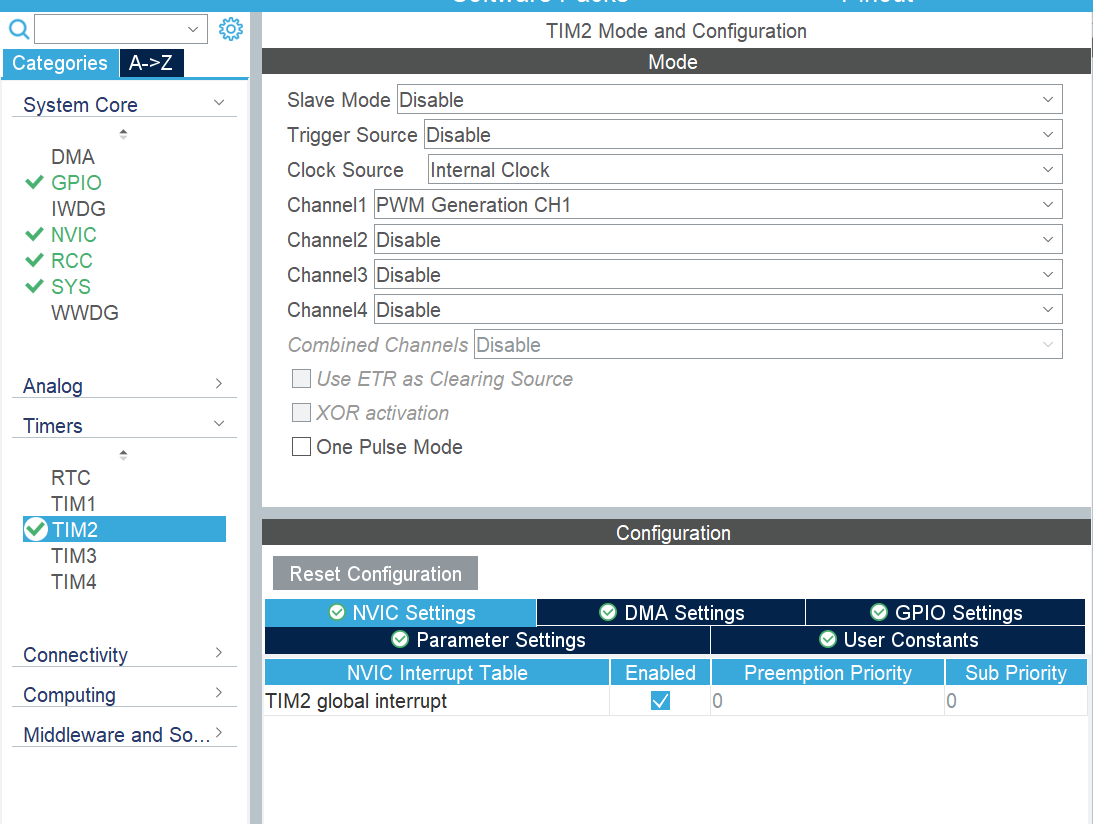 Software Packs Pinout
TIM2 Mode and Configuration
Categories A->Z
Mode
System Core
DMA
GPIO
IWDG
NVIC
RCC
SYS
WWDG
Analog
Timers
RTC
TIM1
TIM2
TIM3
TIM4
Connectivity
Computing
Middleware and So...
Slave Mode Disable
Trigger Source Disable
Clock Source Internal Clock
Channel1 PWM Generation CH1
Channel2 Disable
Channel3 Disable
Channel4 Disable
Combined Channels Disable
Use ETR as Clearing Source
XOR activation
One Pulse Mode
Configuration
Reset Configuration
NVIC Settings DMA Settings GPIO Settings
Parameter Settings User Constants
NVIC Interrupt Table Enabled Preemption Priority Sub Priority
TIM2 global interrupt 0 0